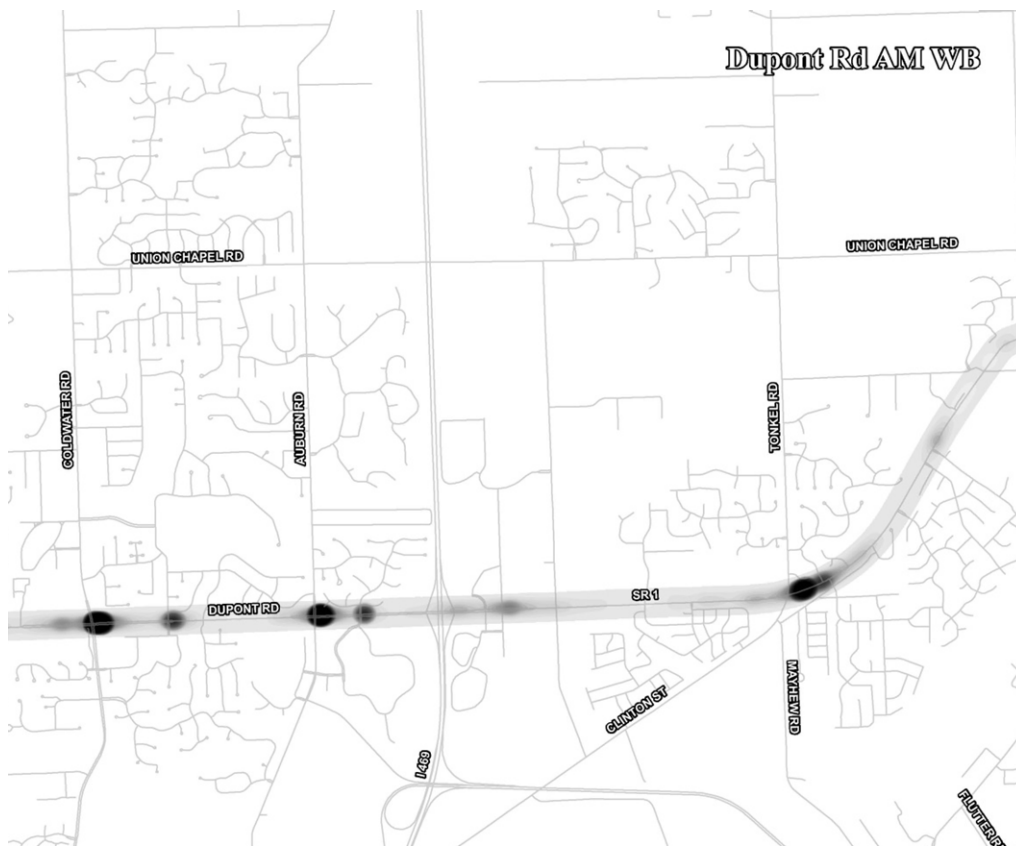 Dupont Rd AM WB
UNION CHAPEL RD
UNION CHAPEL RD
COLDWATER RD
AUBURN RD
TONKEL RD
DUPONT RD
SR 1
CLINTON ST
MAYHEW RD
I 469
FLUTTER R